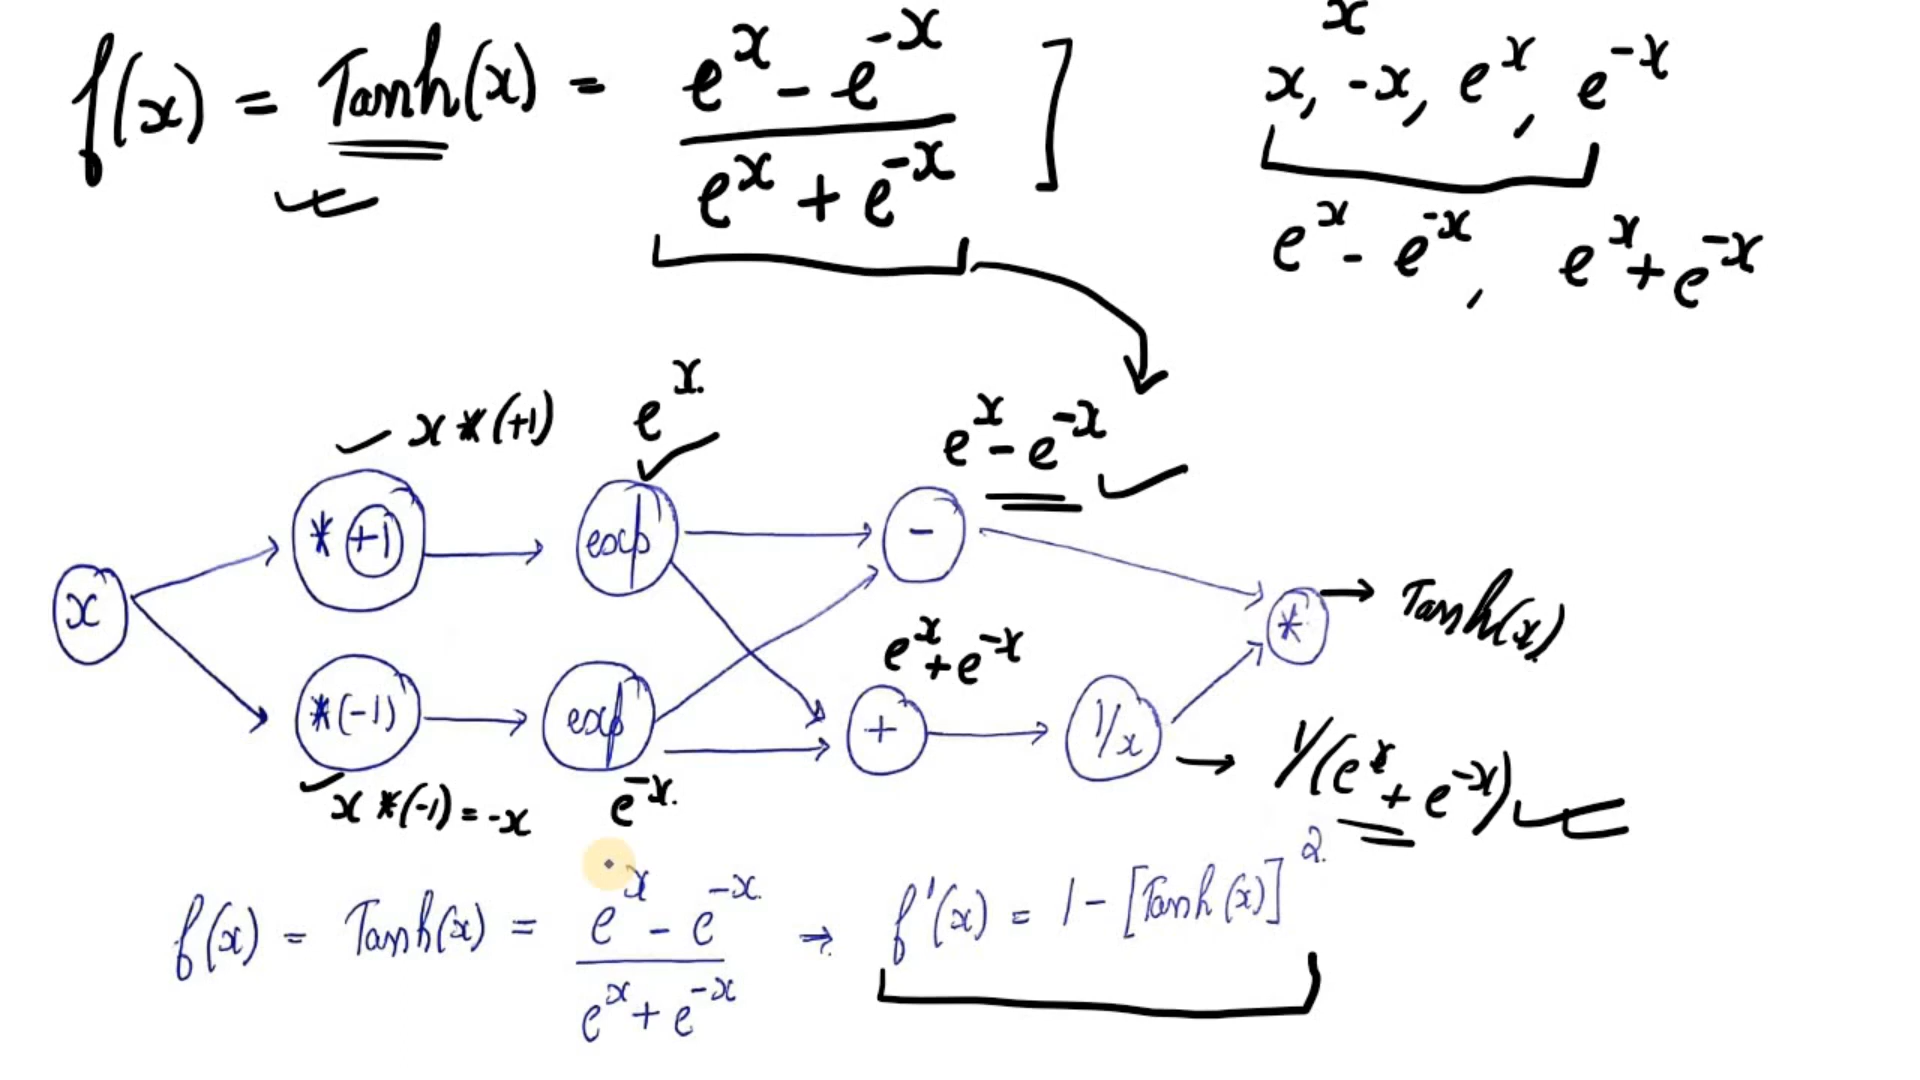 f(x) = Tanh(x) = (e^x - e^-x) / (e^x + e^-x) ]
x
x, -x, e^x, e^-x
e^x - e^-x, e^x + e^-x
x * (+1)
e^x.
e^x - e^-x
x
* (+1)
exp
-
*
→ Tanh(x)
e^x + e^-x
*(-1)
exp
+
1/x
→ 1/(e^x + e^-x)
x *(-1) = -x
e^-x.
f(x) = Tanh(x) = (e^x - e^-x.) / (e^x + e^-x) → f'(x) = 1 - [Tanh(x)]^2.